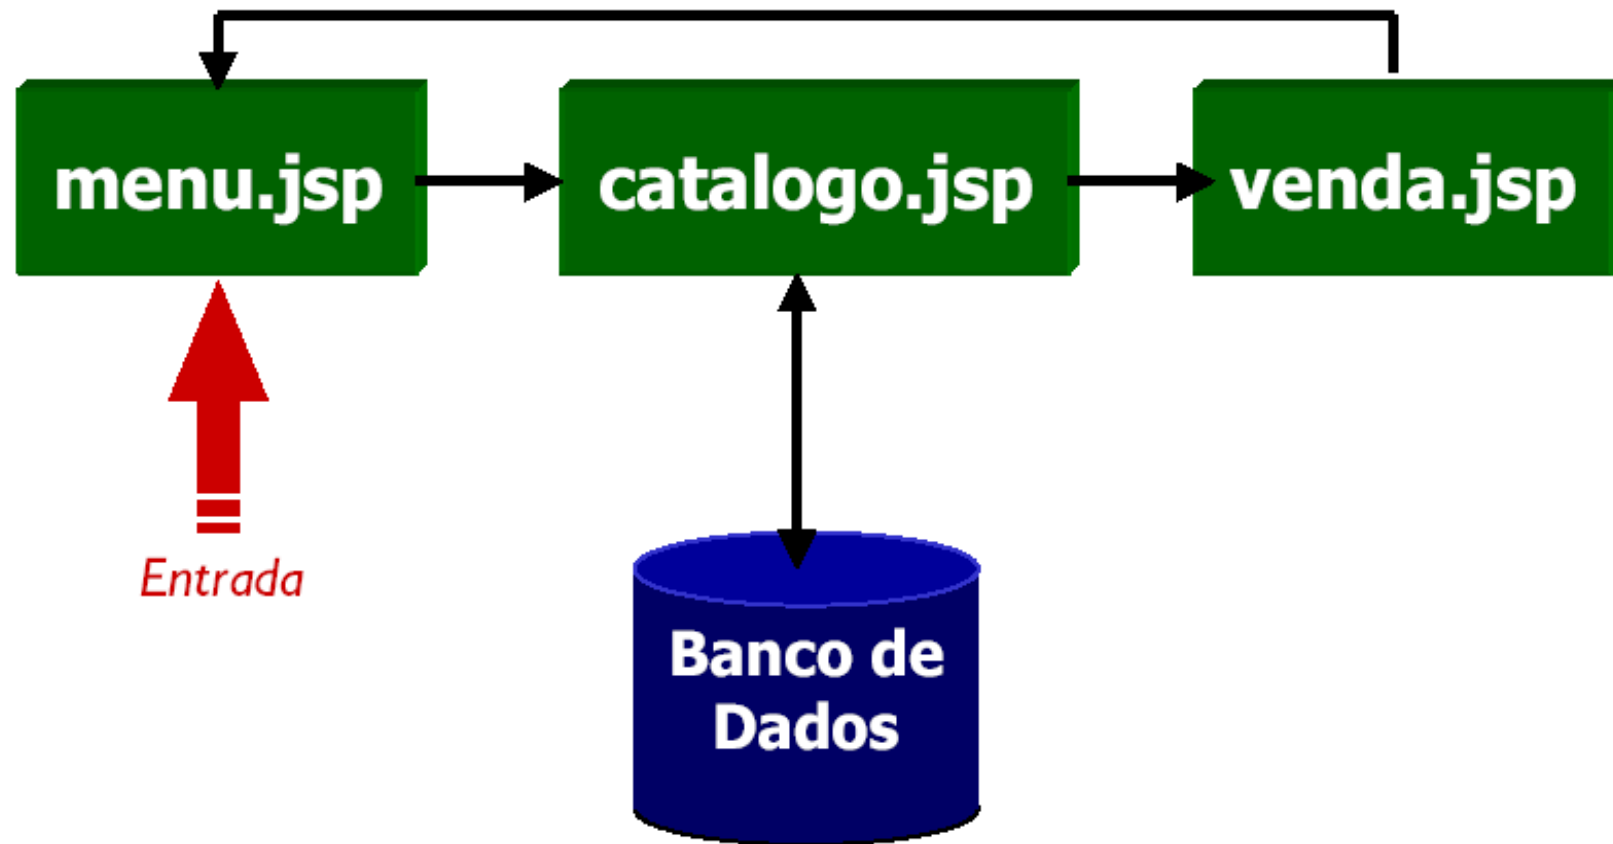 menu.jsp
catalogo.jsp
venda.jsp
Entrada
Banco de
Dados